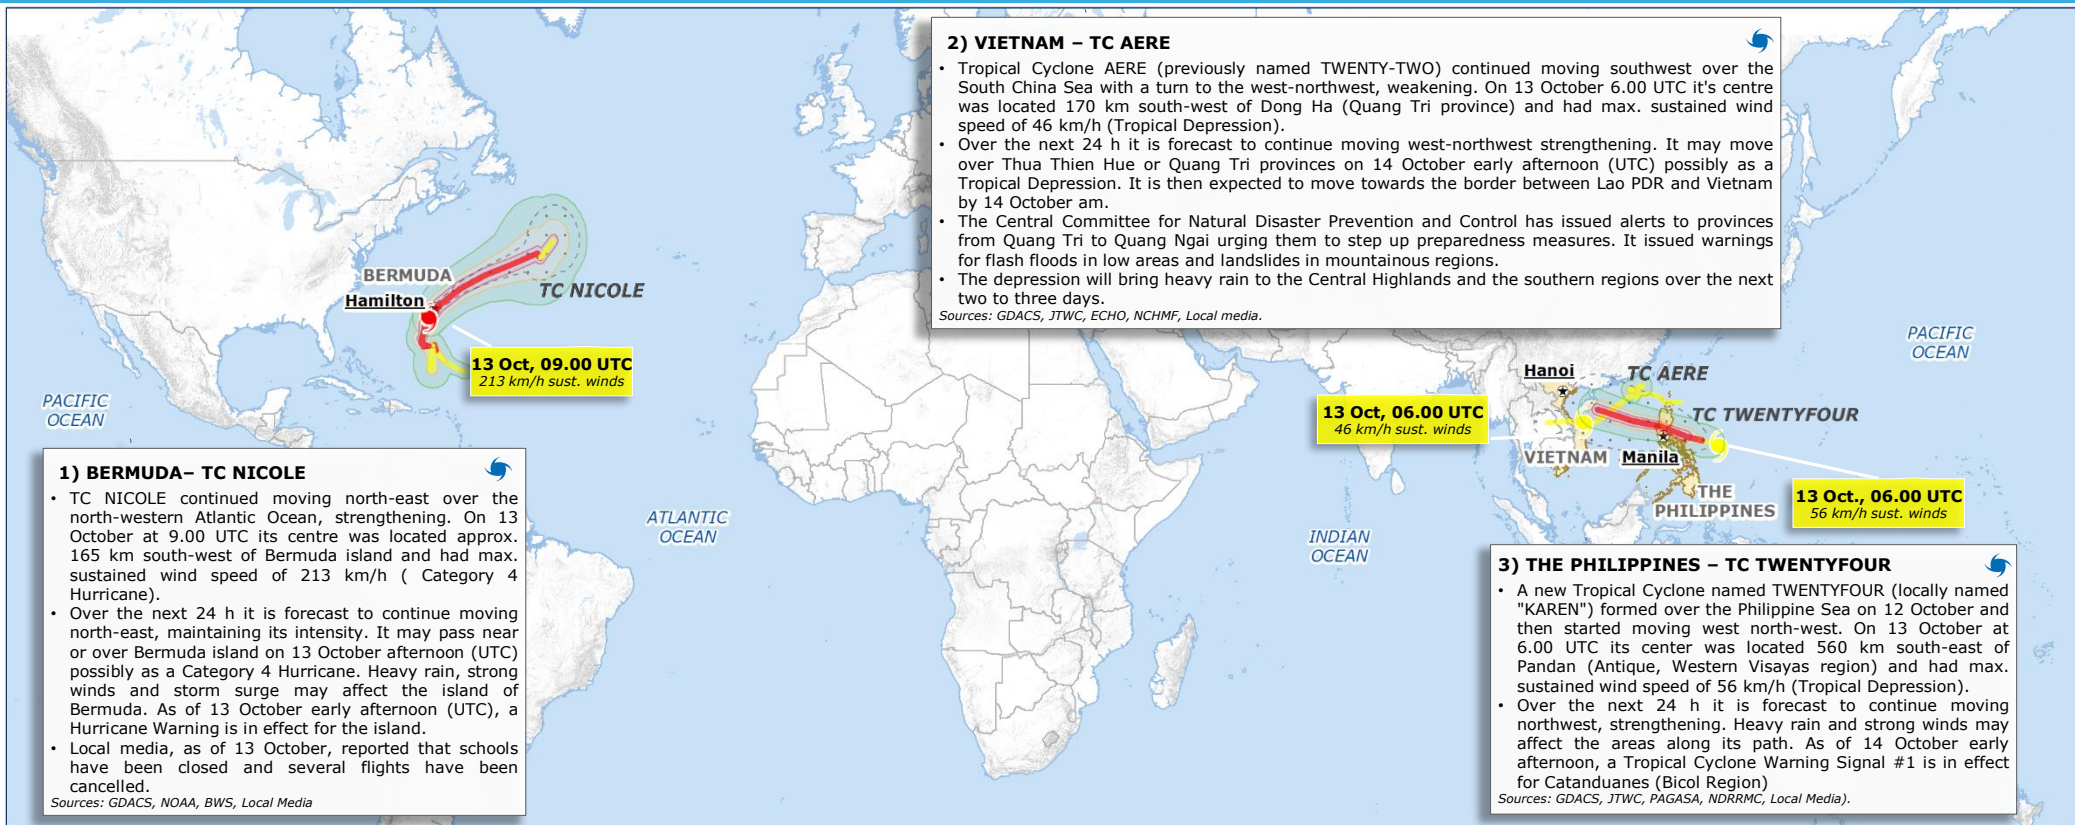 2) VIETNAM – TC AERE
• Tropical Cyclone AERE (previously named TWENTY-TWO) continued moving southwest over the
South China Sea with a turn to the west-northwest, weakening. On 13 October 6.00 UTC it's centre
was located 170 km south-west of Dong Ha (Quang Tri province) and had max. sustained wind
speed of 46 km/h (Tropical Depression).
• Over the next 24 h it is forecast to continue moving west-northwest strengthening. It may move
over Thua Thien Hue or Quang Tri provinces on 14 October early afternoon (UTC) possibly as a
Tropical Depression. It is then expected to move towards the border between Lao PDR and Vietnam
by 14 October am.
• The Central Committee for Natural Disaster Prevention and Control has issued alerts to provinces
from Quang Tri to Quang Ngai urging them to step up preparedness measures. It issued warnings
for flash floods in low areas and landslides in mountainous regions.
• The depression will bring heavy rain to the Central Highlands and the southern regions over the next
two to three days.
Sources: GDACS, JTWC, ECHO, NCHMF, Local media.
BERMUDA
Hamilton
TC NICOLE
13 Oct, 09.00 UTC
213 km/h sust. winds
PACIFIC
OCEAN
PACIFIC
OCEAN
Hanoi
TC AERE
TC TWENTYFOUR
13 Oct, 06.00 UTC
46 km/h sust. winds
VIETNAM
Manila
THE
PHILIPPINES
13 Oct., 06.00 UTC
56 km/h sust. winds
ATLANTIC
OCEAN
INDIAN
OCEAN
1) BERMUDA– TC NICOLE
• TC NICOLE continued moving north-east over the
north-western Atlantic Ocean, strengthening. On 13
October at 9.00 UTC its centre was located approx.
165 km south-west of Bermuda island and had max.
sustained wind speed of 213 km/h ( Category 4
Hurricane).
• Over the next 24 h it is forecast to continue moving
north-east, maintaining its intensity. It may pass near
or over Bermuda island on 13 October afternoon (UTC)
possibly as a Category 4 Hurricane. Heavy rain, strong
winds and storm surge may affect the island of
Bermuda. As of 13 October early afternoon (UTC), a
Hurricane Warning is in effect for the island.
• Local media, as of 13 October, reported that schools
have been closed and several flights have been
cancelled.
Sources: GDACS, NOAA, BWS, Local Media
3) THE PHILIPPINES – TC TWENTYFOUR
• A new Tropical Cyclone named TWENTYFOUR (locally named
"KAREN") formed over the Philippine Sea on 12 October and
then started moving west north-west. On 13 October at
6.00 UTC its center was located 560 km south-east of
Pandan (Antique, Western Visayas region) and had max.
sustained wind speed of 56 km/h (Tropical Depression).
• Over the next 24 h it is forecast to continue moving
northwest, strengthening. Heavy rain and strong winds may
affect the areas along its path. As of 14 October early
afternoon, a Tropical Cyclone Warning Signal #1 is in effect
for Catanduanes (Bicol Region)
Sources: GDACS, JTWC, PAGASA, NDRRMC, Local Media).